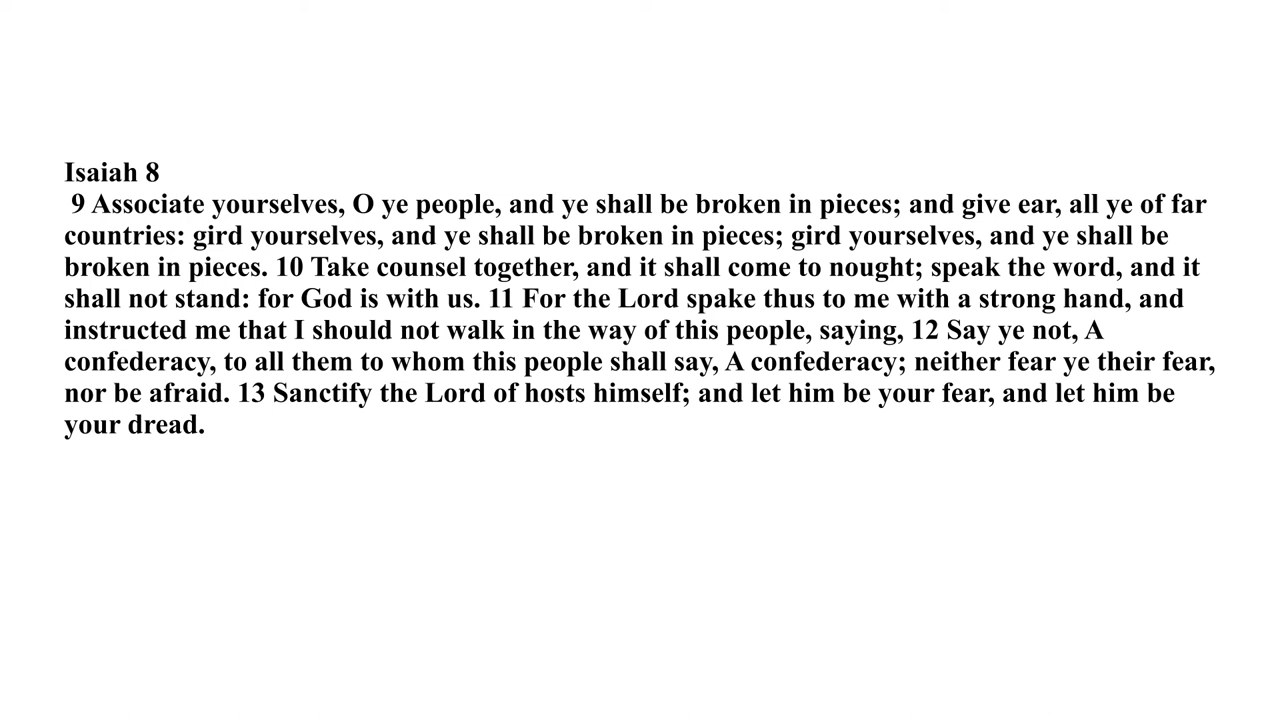 Isaiah 8
9 Associate yourselves, O ye people, and ye shall be broken in pieces; and give ear, all ye of far
countries: gird yourselves, and ye shall be broken in pieces; gird yourselves, and ye shall be
broken in pieces. 10 Take counsel together, and it shall come to nought; speak the word, and it
shall not stand: for God is with us. 11 For the Lord spake thus to me with a strong hand, and
instructed me that I should not walk in the way of this people, saying, 12 Say ye not, A
confederacy, to all them to whom this people shall say, A confederacy; neither fear ye their fear,
nor be afraid. 13 Sanctify the Lord of hosts himself; and let him be your fear, and let him be
your dread.